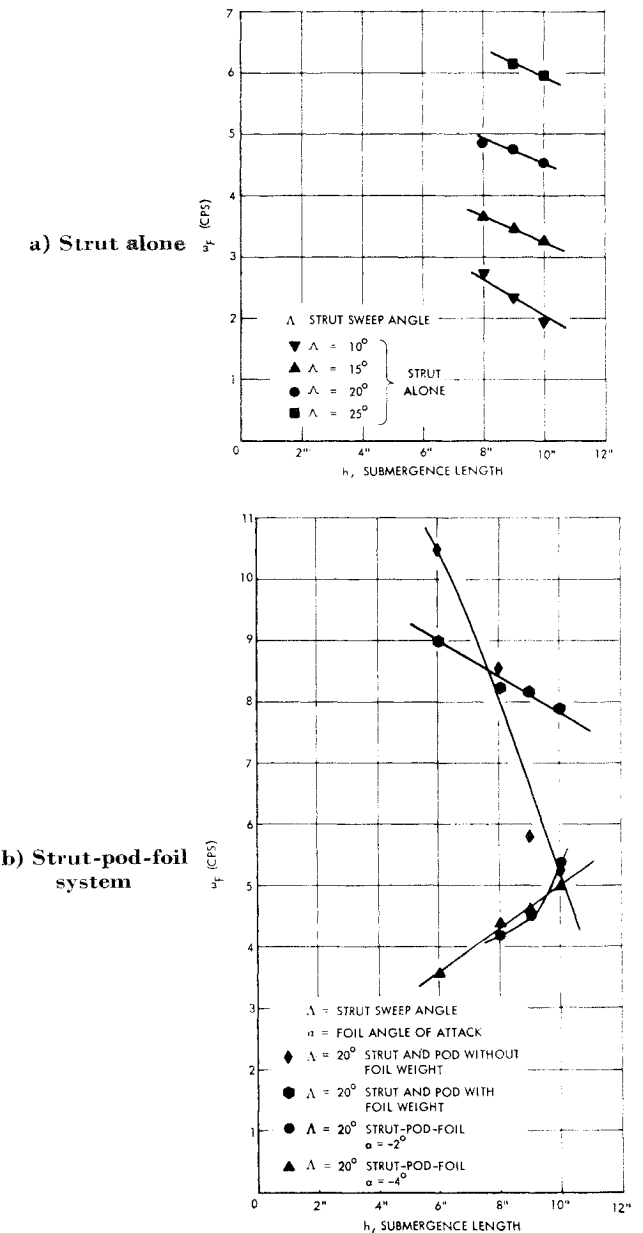 7
6
5
4
3
2
1
0
ω_F (CPS)
a) Strut alone
Λ STRUT SWEEP ANGLE
▼ Λ = 10°
▲ Λ = 15°
● Λ = 20°
■ Λ = 25°
STRUT
ALONE
2" 4" 6" 8" 10" 12"
h, SUBMERGENCE LENGTH
11
10
9
8
7
6
5
4
3
2
1
0
ω_F (CPS)
b) Strut-pod-foil
system
Λ = STRUT SWEEP ANGLE
α = FOIL ANGLE OF ATTACK
♦ Λ = 20° STRUT AND POD WITHOUT
FOIL WEIGHT
⬢ Λ = 20° STRUT AND POD WITH
FOIL WEIGHT
● Λ = 20° STRUT-POD-FOIL
α = -2°
▲ Λ = 20° STRUT-POD-FOIL
α = -4°
2" 4" 6" 8" 10" 12"
h, SUBMERGENCE LENGTH